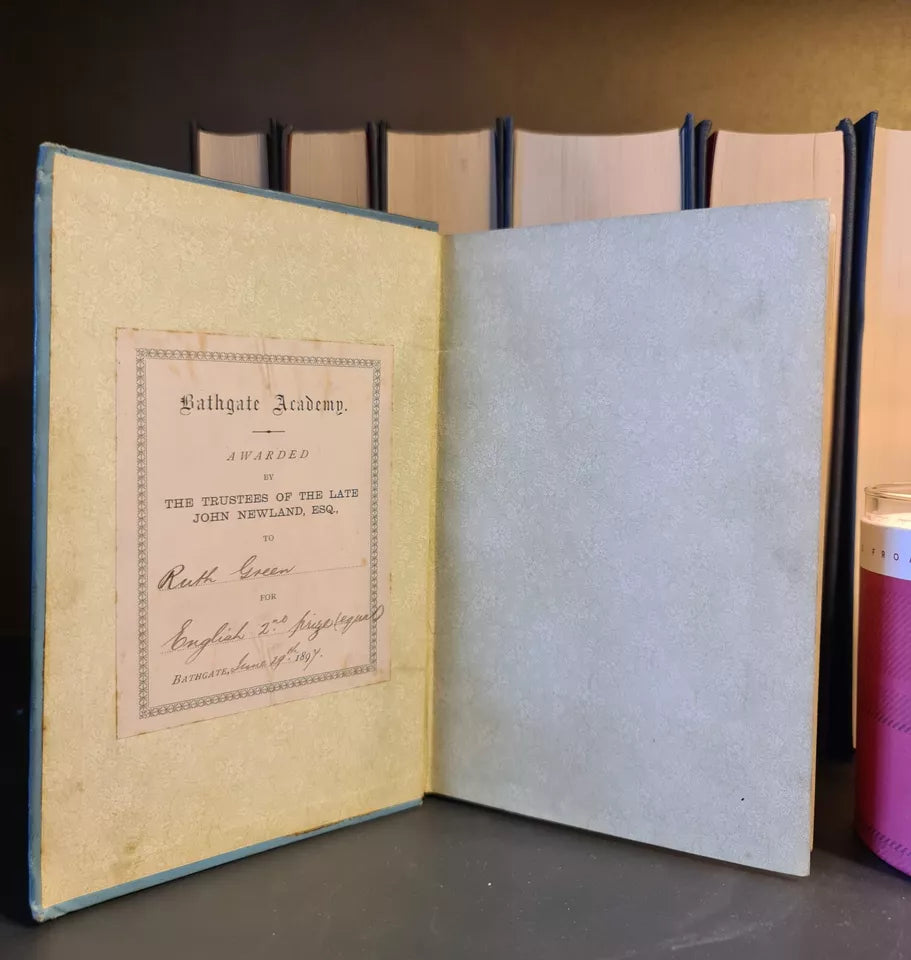 Bathgate Academy.
AWARDED
BY
THE TRUSTEES OF THE LATE
JOHN NEWLAND, ESQ.,
TO
Ruth Green
FOR
English 2nd prize (equal)
BATHGATE, June 29th. 1897.
FRO